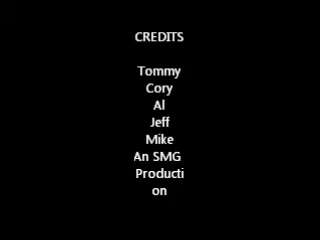 CREDITS
Tommy
Cory
Al
Jeff
Mike
An SMG
Producti
on